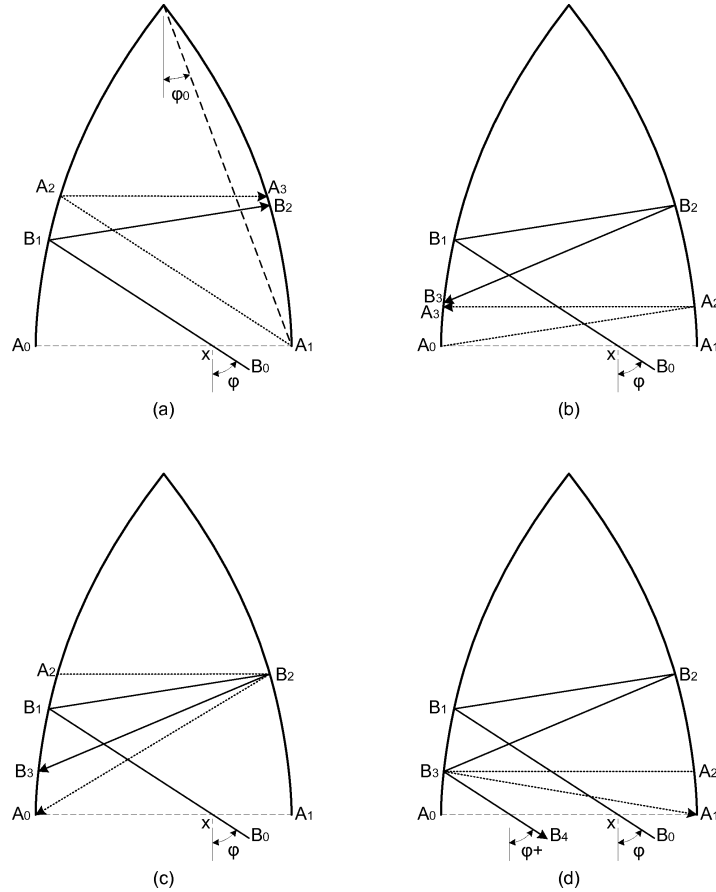 φ0
A2
A3
B2
B1
A0
x
A1
B0
φ
(a)
B2
B1
B3
A3
A2
A0
x
A1
B0
φ
(b)
A2
B2
B1
B3
A0
x
A1
B0
φ
(c)
B2
B1
B3
A2
A0
x
A1
B4
B0
φ+
φ
(d)